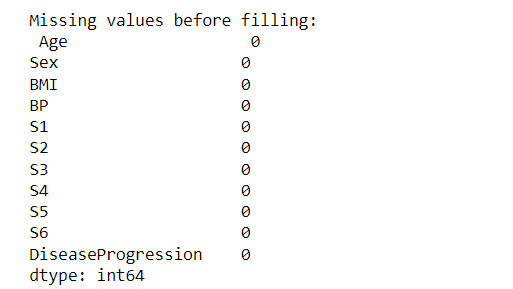 Missing values before filling:
 Age                   0
Sex                   0
BMI                   0
BP                    0
S1                    0
S2                    0
S3                    0
S4                    0
S5                    0
S6                    0
DiseaseProgression    0
dtype: int64